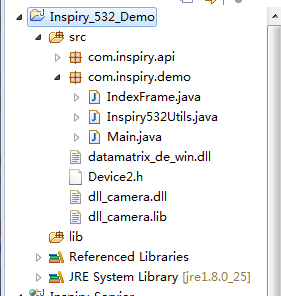 Inspiry_532_Demo
src
com.inspiry.api
com.inspiry.demo
IndexFrame.java
Inspiry532Utils.java
Main.java
datamatrix_de_win.dll
Device2.h
dll_camera.dll
dll_camera.lib
lib
Referenced Libraries
JRE System Library [jre1.8.0_25]